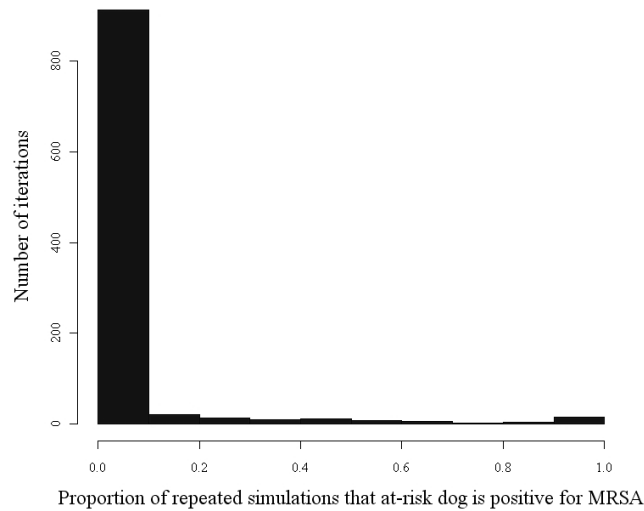 Number of iterations
800
600
400
200
0
0.0 0.2 0.4 0.6 0.8 1.0
Proportion of repeated simulations that at-risk dog is positive for MRSA